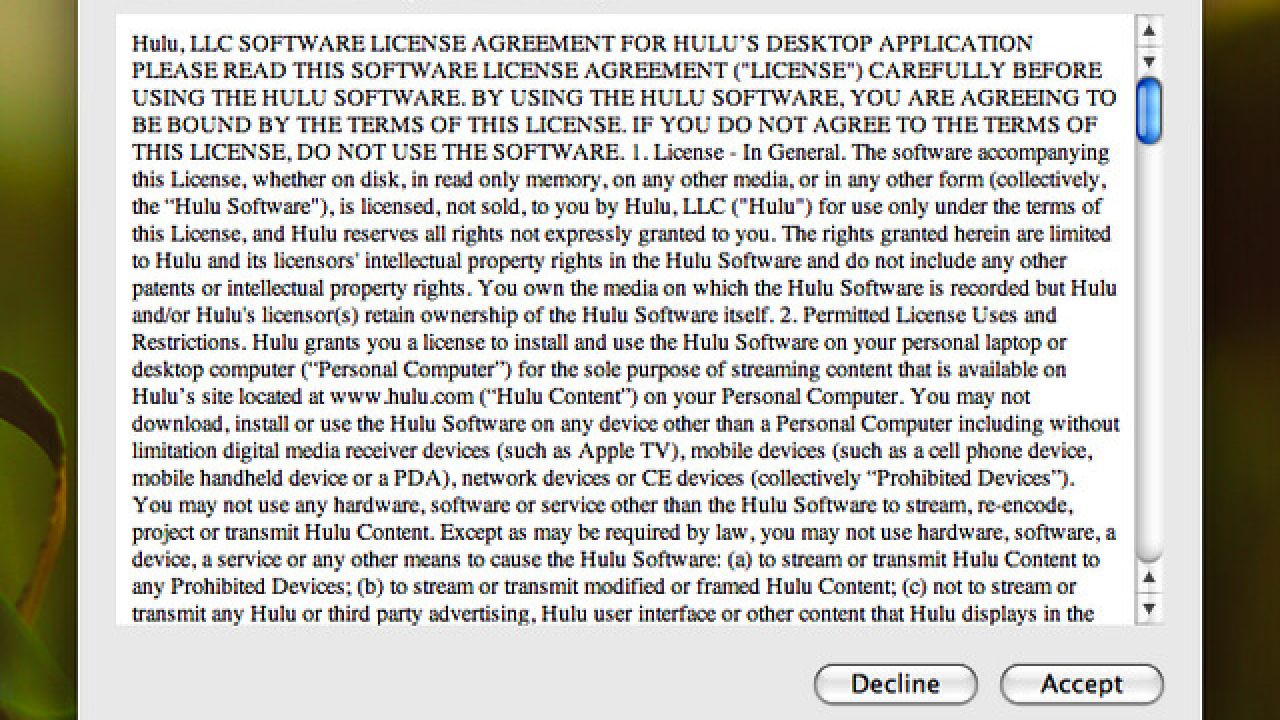 Hulu, LLC SOFTWARE LICENSE AGREEMENT FOR HULU’S DESKTOP APPLICATION
PLEASE READ THIS SOFTWARE LICENSE AGREEMENT ("LICENSE") CAREFULLY BEFORE
USING THE HULU SOFTWARE. BY USING THE HULU SOFTWARE, YOU ARE AGREEING TO
BE BOUND BY THE TERMS OF THIS LICENSE. IF YOU DO NOT AGREE TO THE TERMS OF
THIS LICENSE, DO NOT USE THE SOFTWARE. 1. License - In General. The software accompanying
this License, whether on disk, in read only memory, on any other media, or in any other form (collectively,
the “Hulu Software"), is licensed, not sold, to you by Hulu, LLC ("Hulu") for use only under the terms of
this License, and Hulu reserves all rights not expressly granted to you. The rights granted herein are limited
to Hulu and its licensors' intellectual property rights in the Hulu Software and do not include any other
patents or intellectual property rights. You own the media on which the Hulu Software is recorded but Hulu
and/or Hulu's licensor(s) retain ownership of the Hulu Software itself. 2. Permitted License Uses and
Restrictions. Hulu grants you a license to install and use the Hulu Software on your personal laptop or
desktop computer (“Personal Computer”) for the sole purpose of streaming content that is available on
Hulu’s site located at www.hulu.com (“Hulu Content”) on your Personal Computer. You may not
download, install or use the Hulu Software on any device other than a Personal Computer including without
limitation digital media receiver devices (such as Apple TV), mobile devices (such as a cell phone device,
mobile handheld device or a PDA), network devices or CE devices (collectively “Prohibited Devices”).
You may not use any hardware, software or service other than the Hulu Software to stream, re-encode,
project or transmit Hulu Content. Except as may be required by law, you may not use hardware, software, a
device, a service or any other means to cause the Hulu Software: (a) to stream or transmit Hulu Content to
any Prohibited Devices; (b) to stream or transmit modified or framed Hulu Content; (c) not to stream or
transmit any Hulu or third party advertising, Hulu user interface or other content that Hulu displays in the
Decline Accept